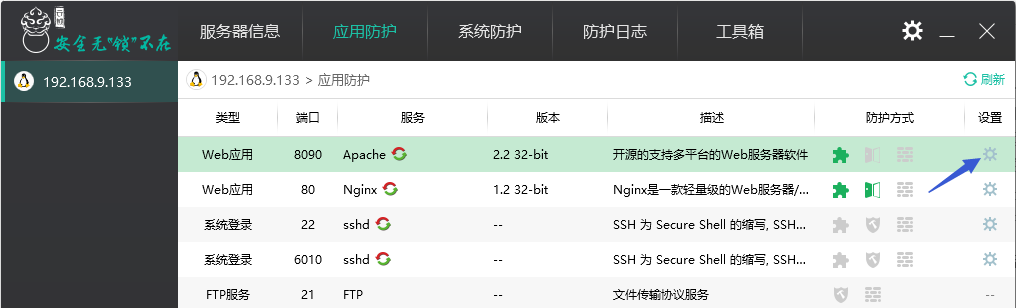 安全无"锁"不在
服务器信息 应用防护 系统防护 防护日志 工具箱
192.168.9.133
192.168.9.133 > 应用防护 刷新
类型 端口 服务 版本 描述 防护方式 设置
Web应用 8090 Apache 2.2 32-bit 开源的支持多平台的Web服务器软件
Web应用 80 Nginx 1.2 32-bit Nginx是一款轻量级的Web服务器/...
系统登录 22 sshd -- SSH 为 Secure Shell 的缩写, SSH...
系统登录 6010 sshd -- SSH 为 Secure Shell 的缩写, SSH...
FTP服务 21 FTP -- 文件传输协议服务 --